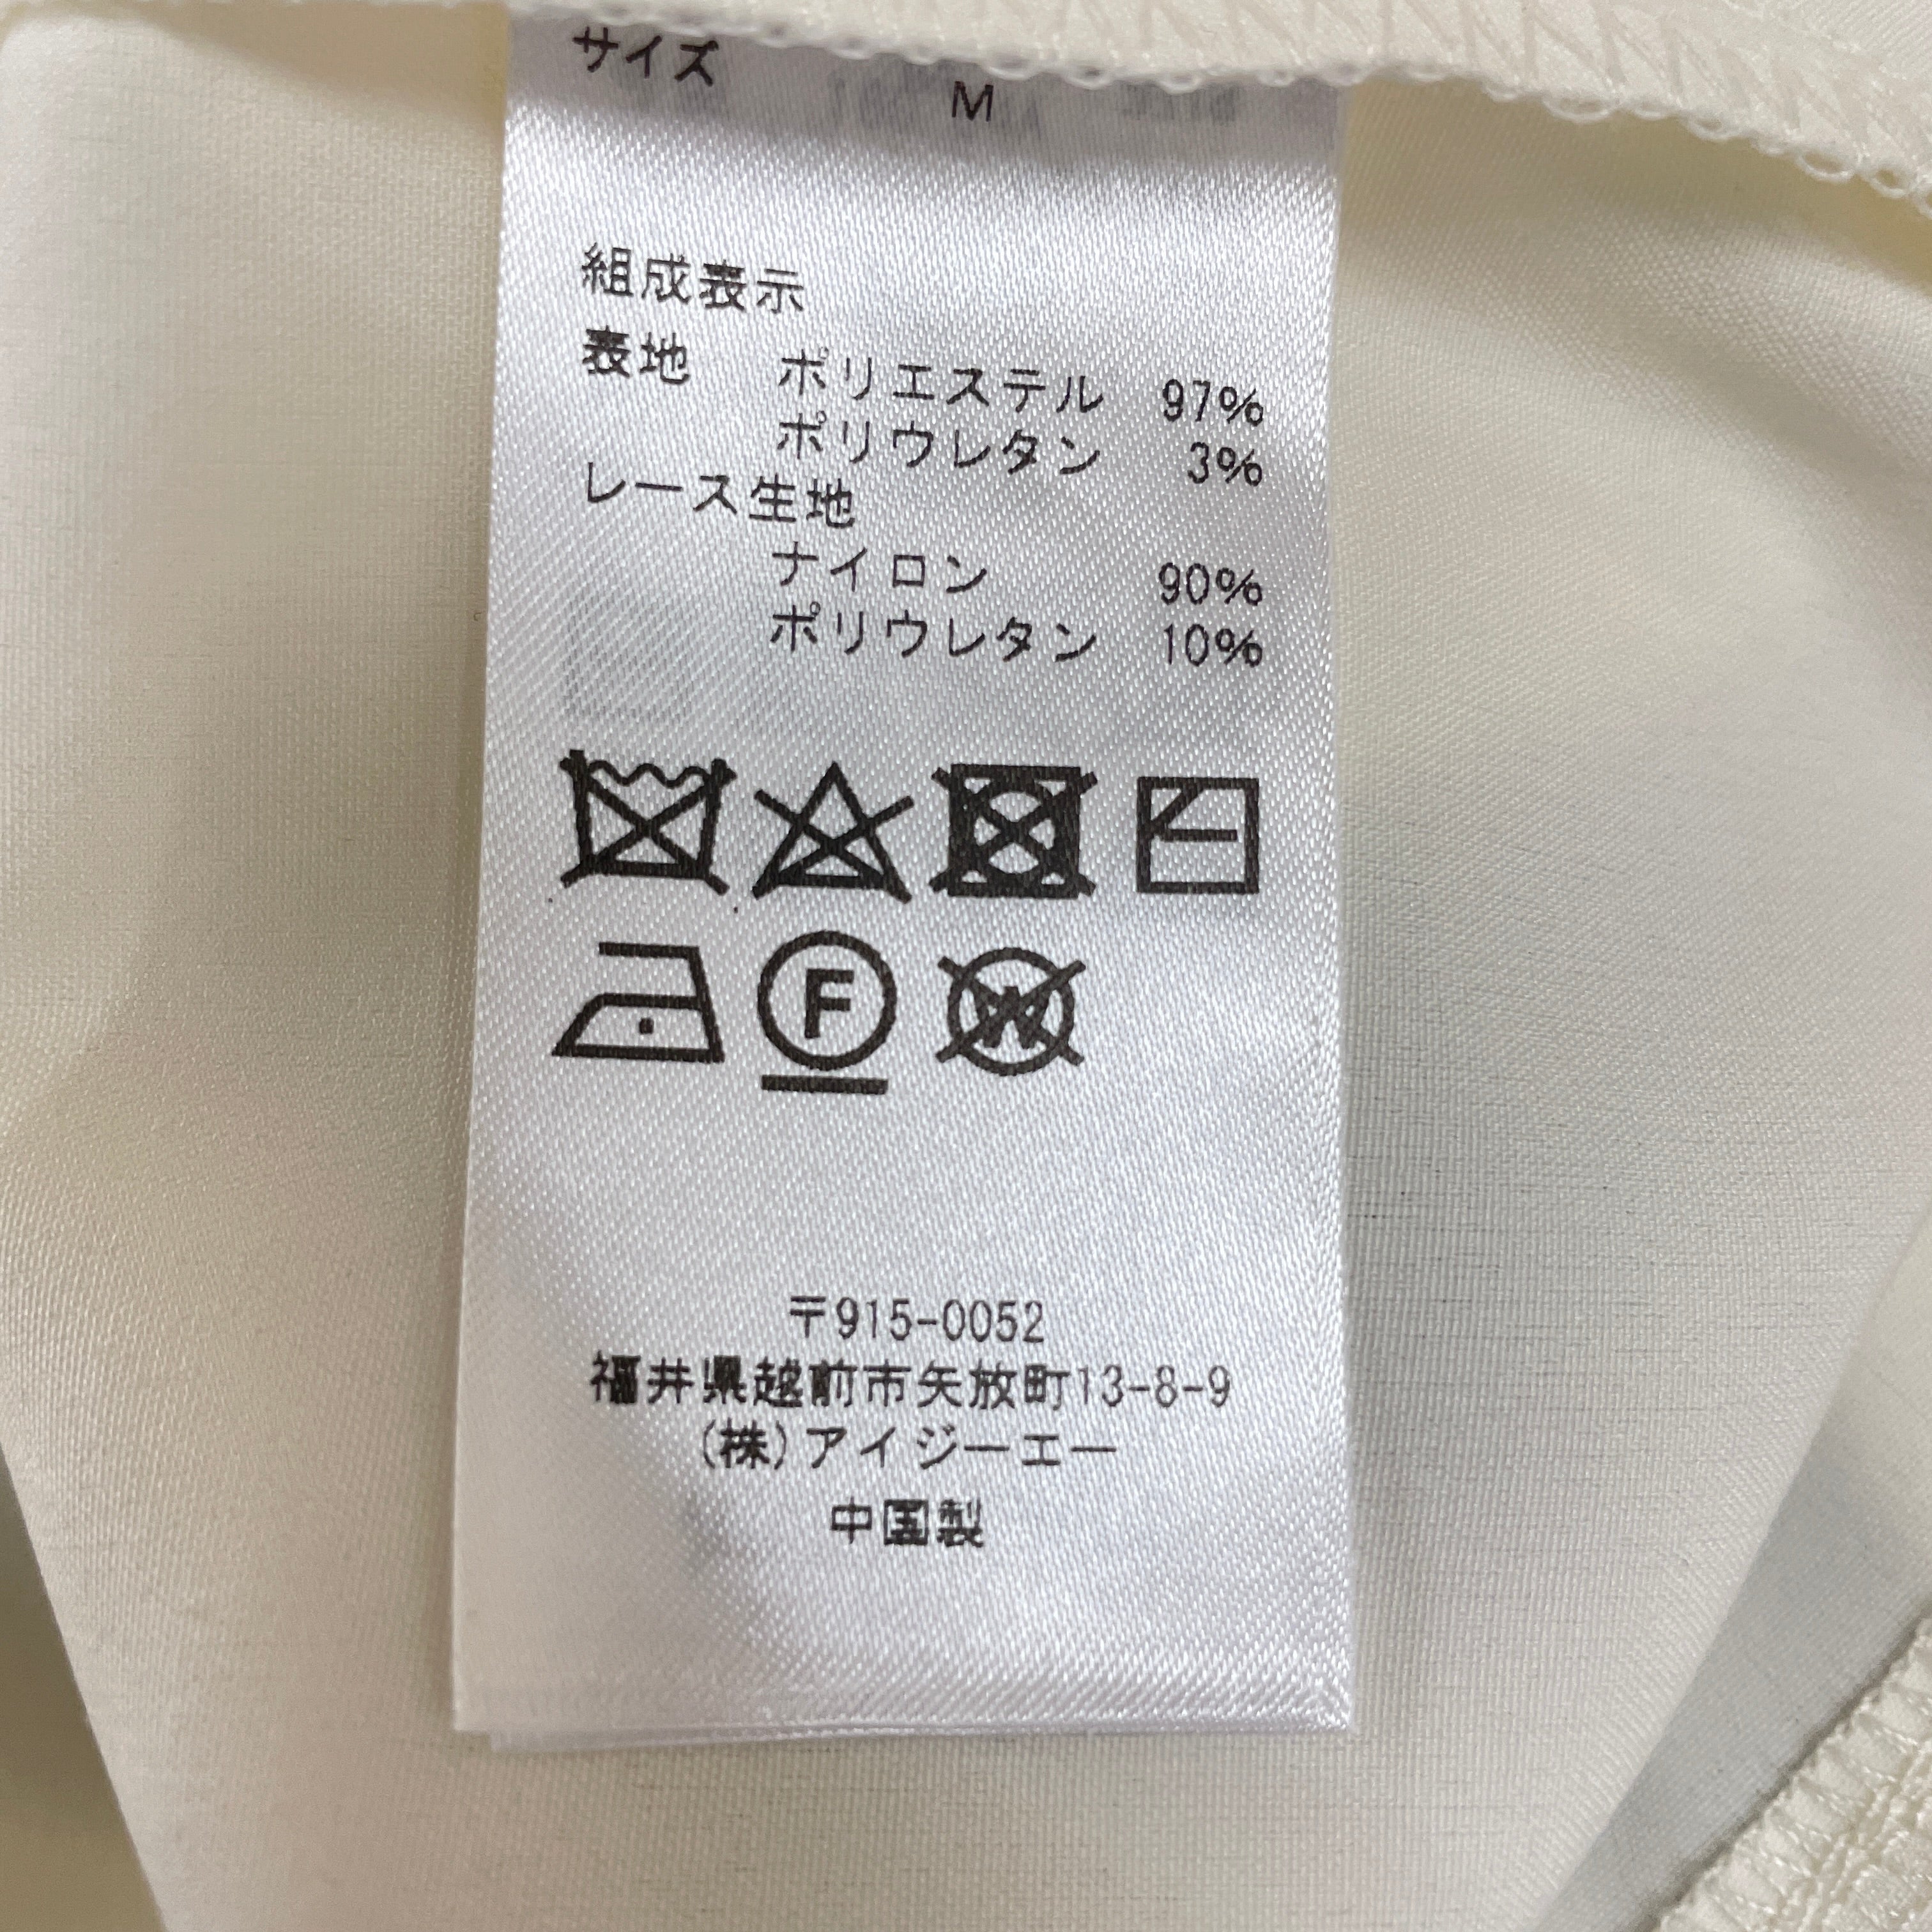 サイズ M
組成表示
表地 ポリエステル 97%
ポリウレタン 3%
レース生地
ナイロン 90%
ポリウレタン 10%
F W
〒915-0052
福井県越前市矢放町13-8-9
(株)アイジーエー
中国製